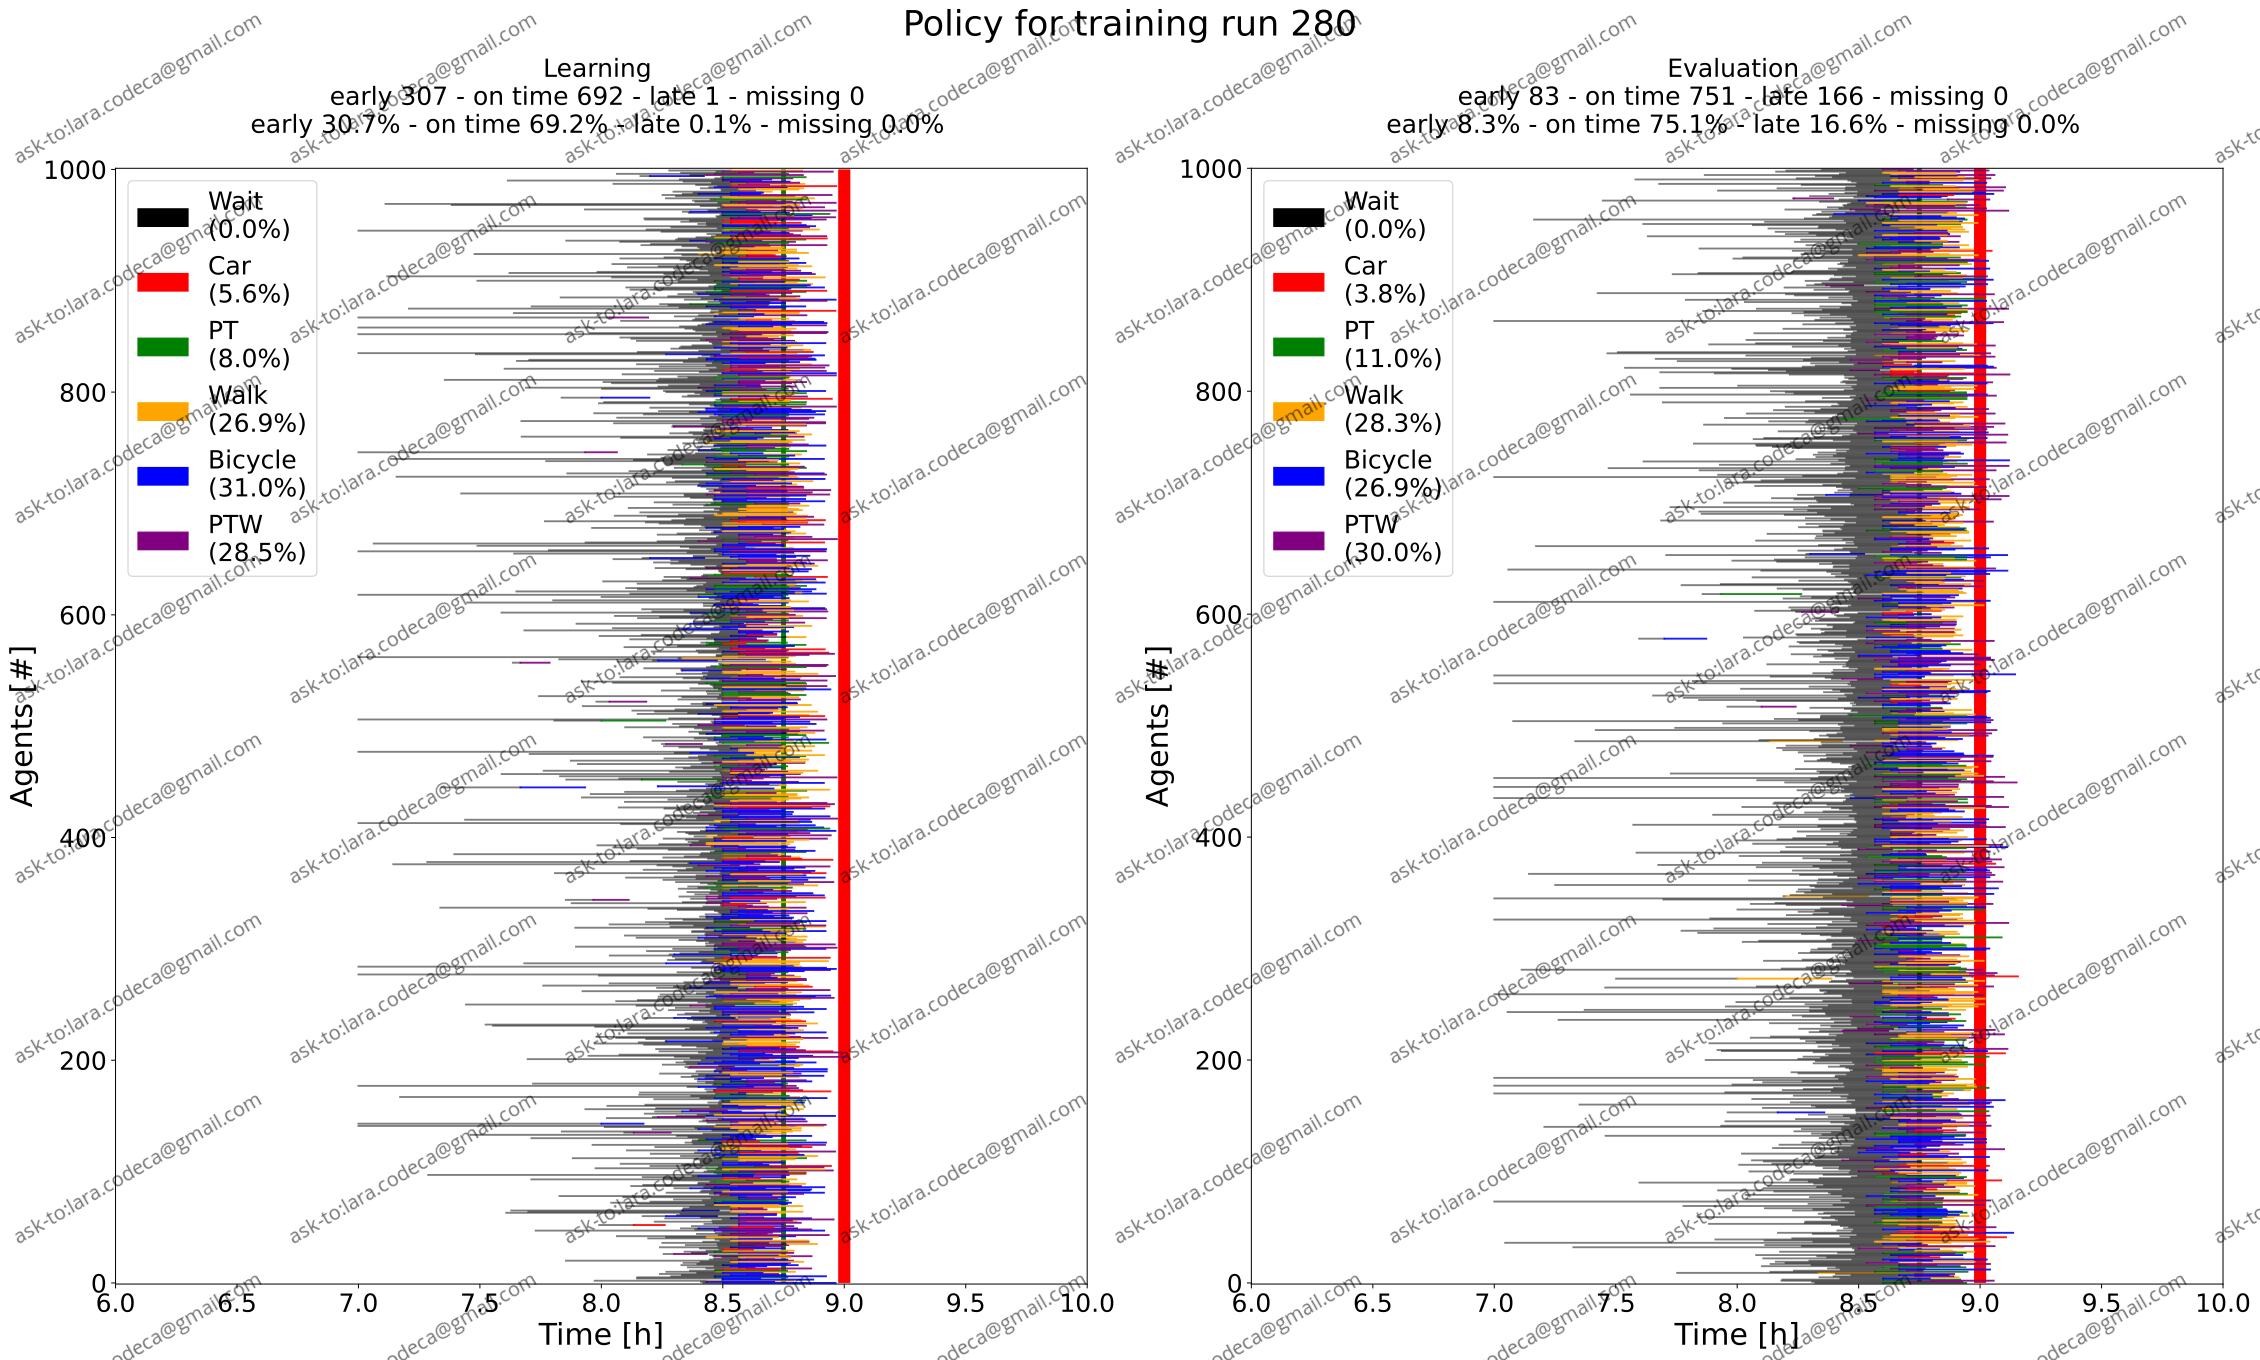 Policy for training run 280
Learning
early 307 - on time 692 - late 1 - missing 0
early 30.7% - on time 69.2% - late 0.1% - missing 0.0%
Wait
(0.0%)
Car
(5.6%)
PT
(8.0%)
Walk
(26.9%)
Bicycle
(31.0%)
PTW
(28.5%)
1000
800
600
400
200
0
Agents [#]
6.0 6.5 7.0 7.5 8.0 8.5 9.0 9.5 10.0
Time [h]
Evaluation
early 83 - on time 751 - late 166 - missing 0
early 8.3% - on time 75.1% - late 16.6% - missing 0.0%
Wait
(0.0%)
Car
(3.8%)
PT
(11.0%)
Walk
(28.3%)
Bicycle
(26.9%)
PTW
(30.0%)
1000
800
600
400
200
0
Agents [#]
6.0 6.5 7.0 7.5 8.0 8.5 9.0 9.5 10.0
Time [h]
ask-to:lara.codeca@gmail.com